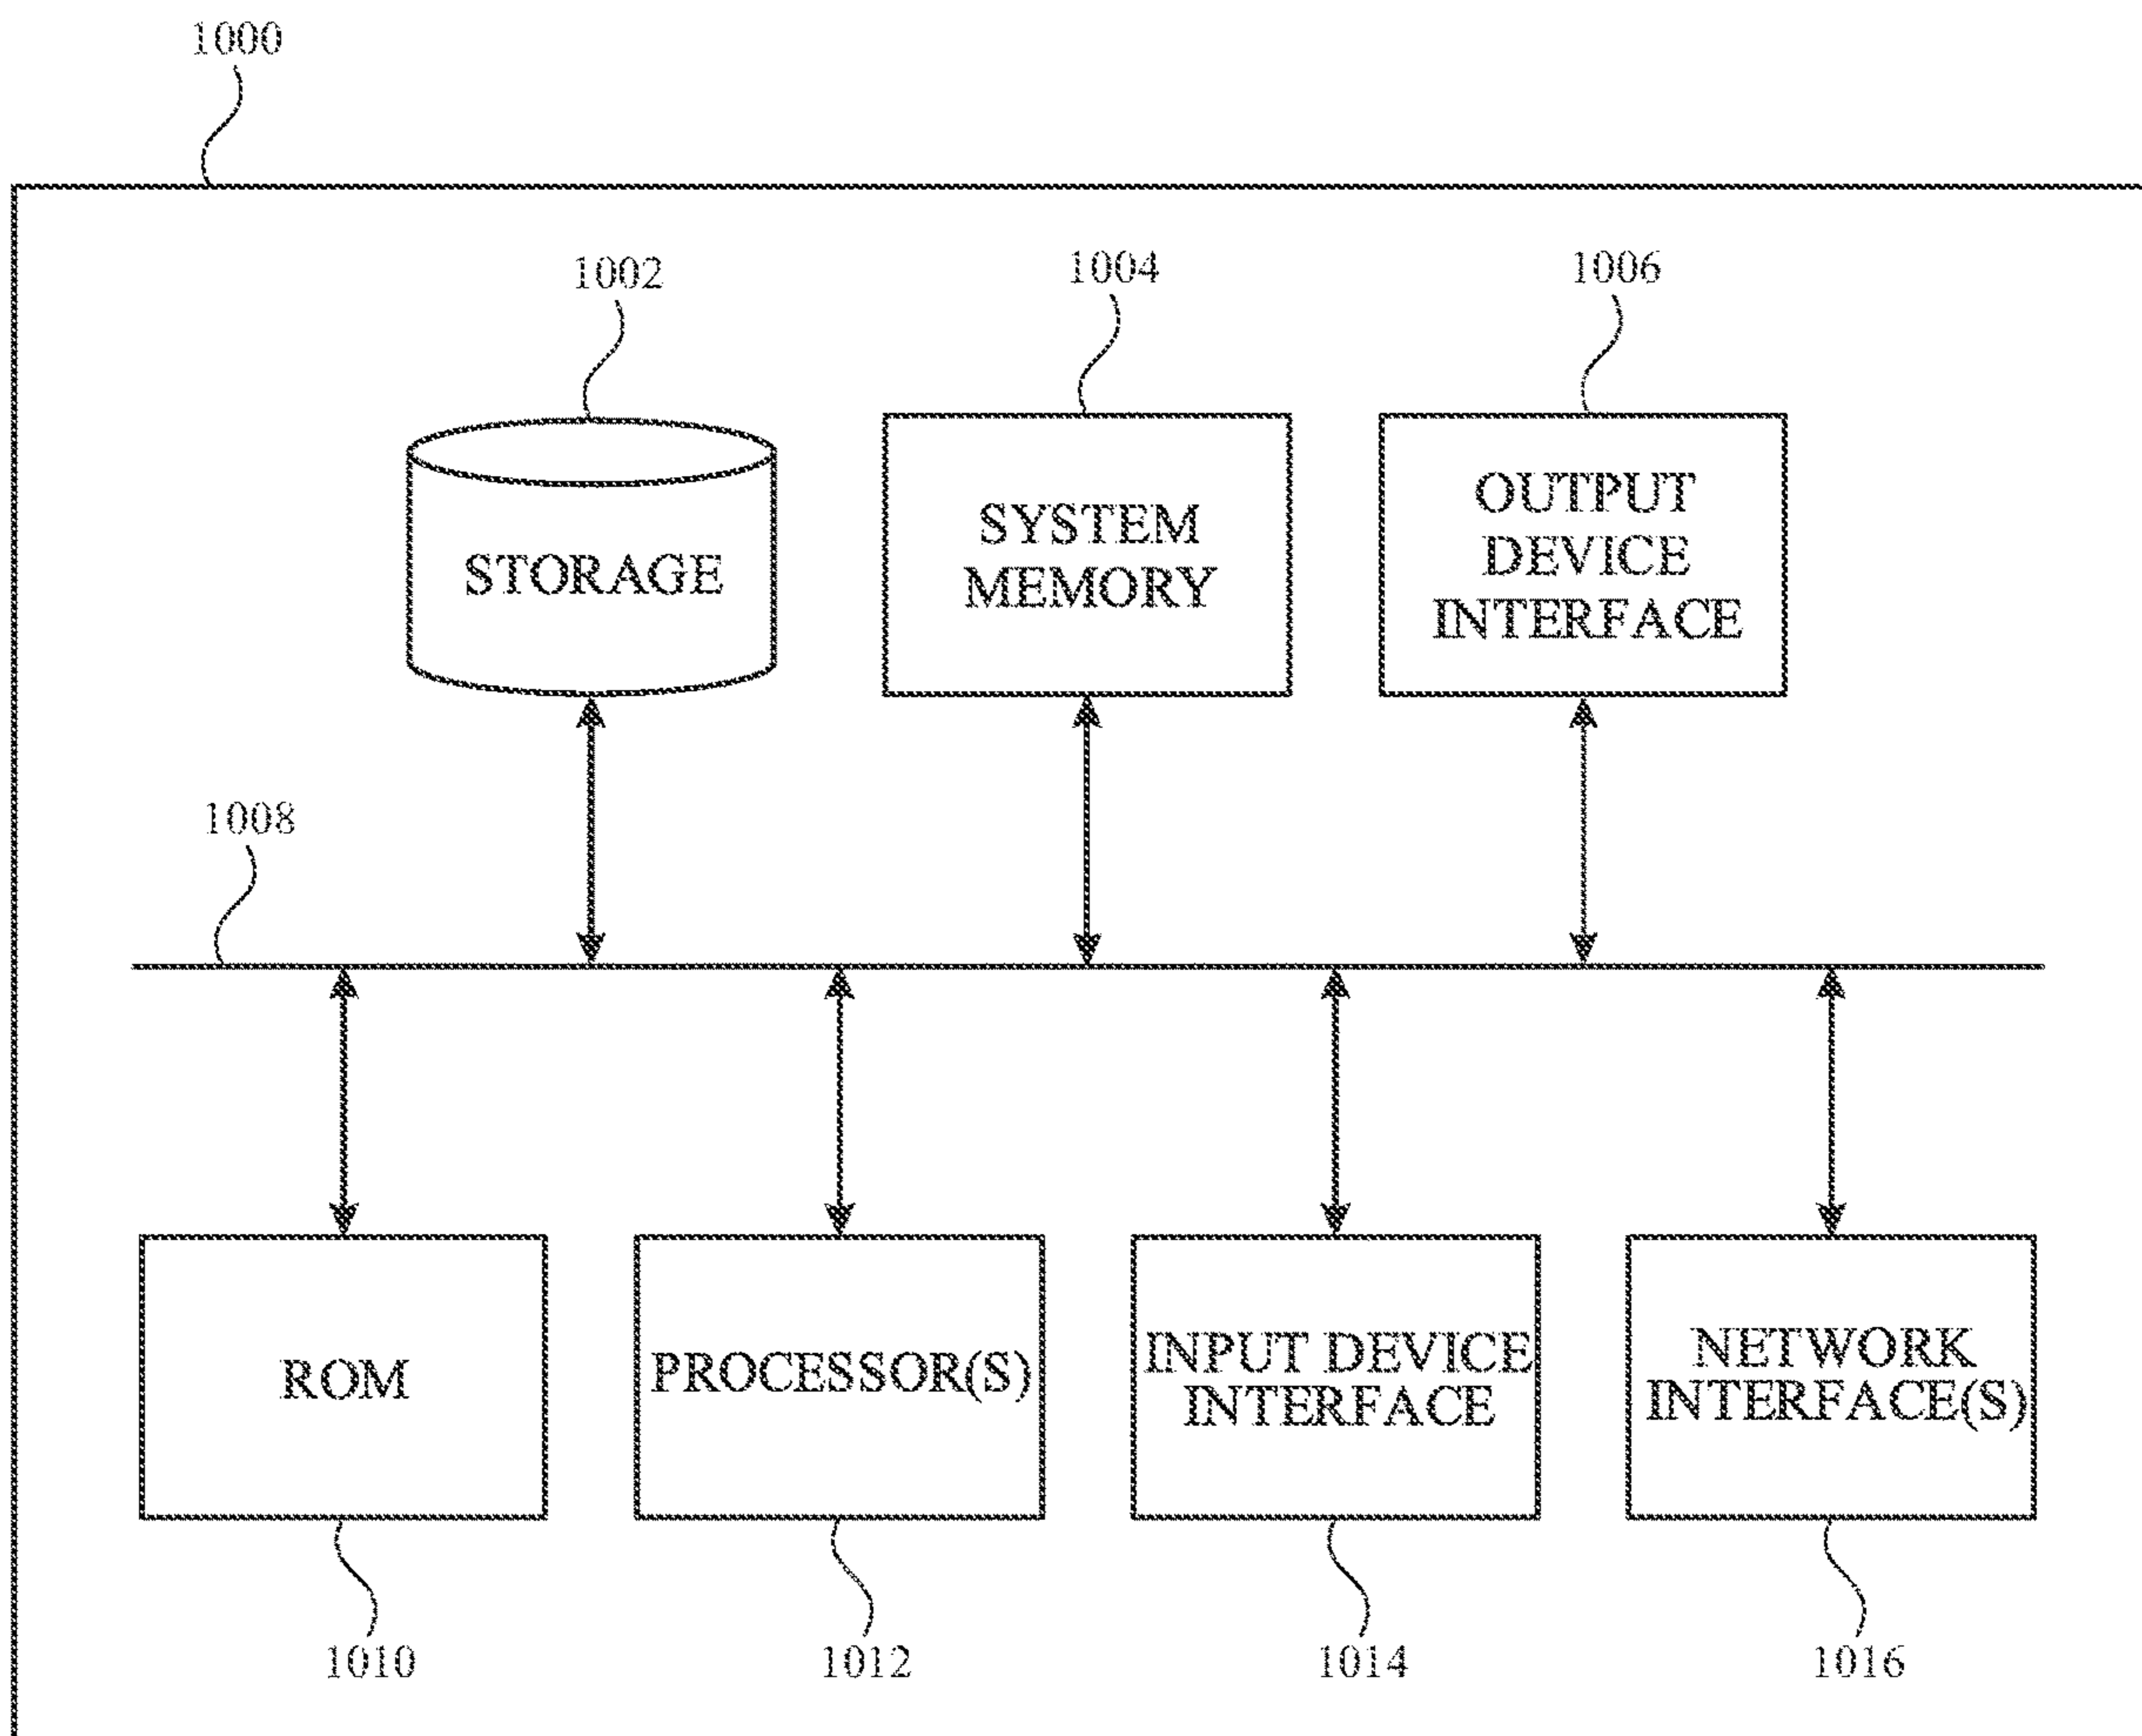 1000
1002
1004
1006
STORAGE
SYSTEM
MEMORY
OUTPUT
DEVICE
INTERFACE
1008
ROM
PROCESSOR(S)
INPUT DEVICE
INTERFACE
NETWORK
INTERFACE(S)
1010
1012
1014
1016